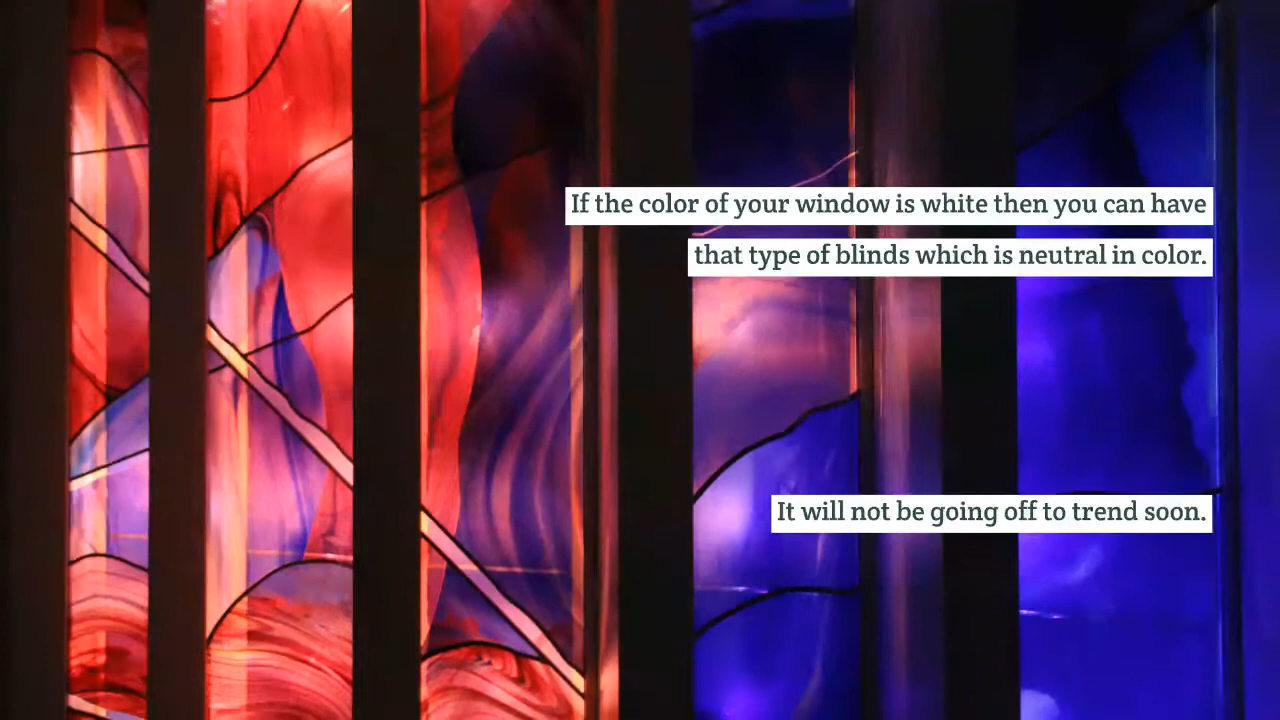 If the color of your window is white then you can have
that type of blinds which is neutral in color.
It will not be going off to trend soon.